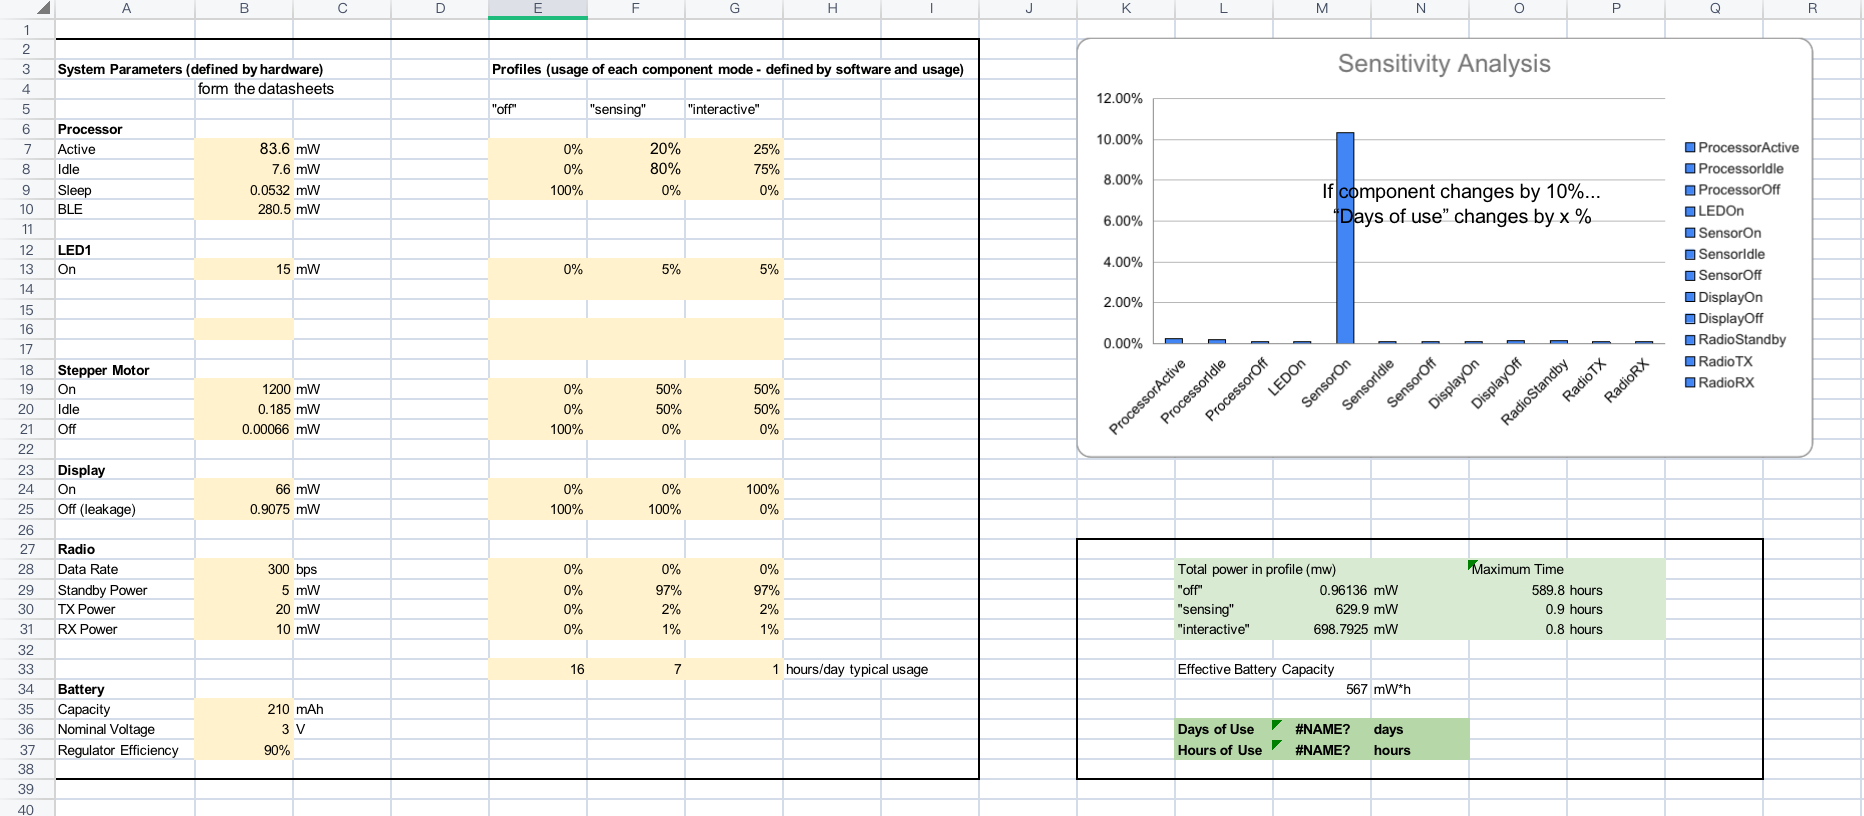 A B C D E F G H I J K L M N O P Q R
1
2
3 System Parameters (defined by hardware) Profiles (usage of each component mode - defined by software and usage)
4 form the datasheets
5 "off" "sensing" "interactive"
6 Processor
7 Active 83.6 mW 0% 20% 25%
8 Idle 7.6 mW 0% 80% 75%
9 Sleep 0.0532 mW 100% 0% 0%
10 BLE 280.5 mW
11
12 LED1
13 On 15 mW 0% 5% 5%
14
15
16
17
18 Stepper Motor
19 On 1200 mW 0% 50% 50%
20 Idle 0.185 mW 0% 50% 50%
21 Off 0.00066 mW 100% 0% 0%
22
23 Display
24 On 66 mW 0% 0% 100%
25 Off (leakage) 0.9075 mW 100% 100% 0%
26
27 Radio
28 Data Rate 300 bps 0% 0% 0%
29 Standby Power 5 mW 0% 97% 97%
30 TX Power 20 mW 0% 2% 2%
31 RX Power 10 mW 0% 1% 1%
32
33 16 7 1 hours/day typical usage
34 Battery
35 Capacity 210 mAh
36 Nominal Voltage 3 V
37 Regulator Efficiency 90%
38
39
40
Sensitivity Analysis
12.00%
10.00%
8.00%
6.00%
4.00%
2.00%
0.00%
If component changes by 10%...
“Days of use” changes by x %
ProcessorActive
ProcessorIdle
ProcessorOff
LEDOn
SensorOn
SensorIdle
SensorOff
DisplayOn
DisplayOff
RadioStandby
RadioTX
RadioRX
ProcessorActive
ProcessorIdle
ProcessorOff
LEDOn
SensorOn
SensorIdle
SensorOff
DisplayOn
DisplayOff
RadioStandby
RadioTX
RadioRX
Total power in profile (mw) Maximum Time
"off" 0.96136 mW 589.8 hours
"sensing" 629.9 mW 0.9 hours
"interactive" 698.7925 mW 0.8 hours
Effective Battery Capacity
567 mW*h
Days of Use #NAME? days
Hours of Use #NAME? hours